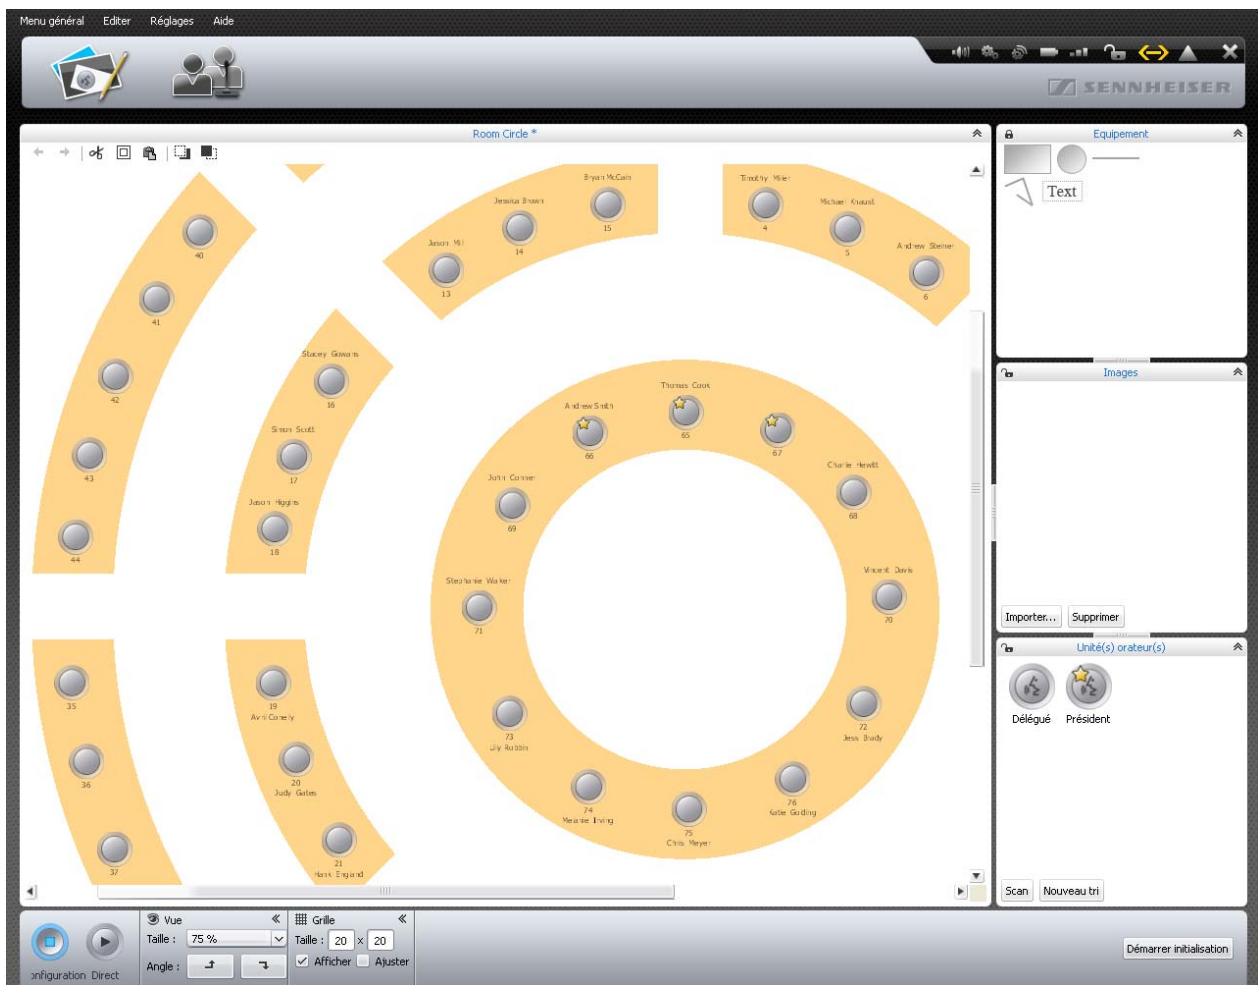 Menu général Editer Réglages Aide
SENNHEISER
Room Circle *
Equipement
Text
Bryan McCain
15
Jessica Brown
14
Jason Mill
13
Timothy Miller
4
Michael Knaust
5
Andrew Steiner
6
40
41
42
43
44
Stacey Gowans
16
Simon Scott
17
Jason Higgins
18
Thomas Cook
65
Andrew Smith
66
67
Charlie Hewitt
68
John Conner
69
Vincent Davis
70
Stephanie Walker
71
72
Jessy Brady
73
Lily Robbin
74
Melanie Irving
75
Chris Meyer
76
Katie Golding
35
36
37
19
Avril Conelly
20
Judy Gates
21
Hank England
Images
Importer... Supprimer
Unité(s) orateur(s)
Délégué Président
Scan Nouveau tri
onfiguration Direct
Vue
Taille : 75 %
Angle :
Grille
Taille : 20 x 20
Afficher Ajuster
Démarrer initialisation